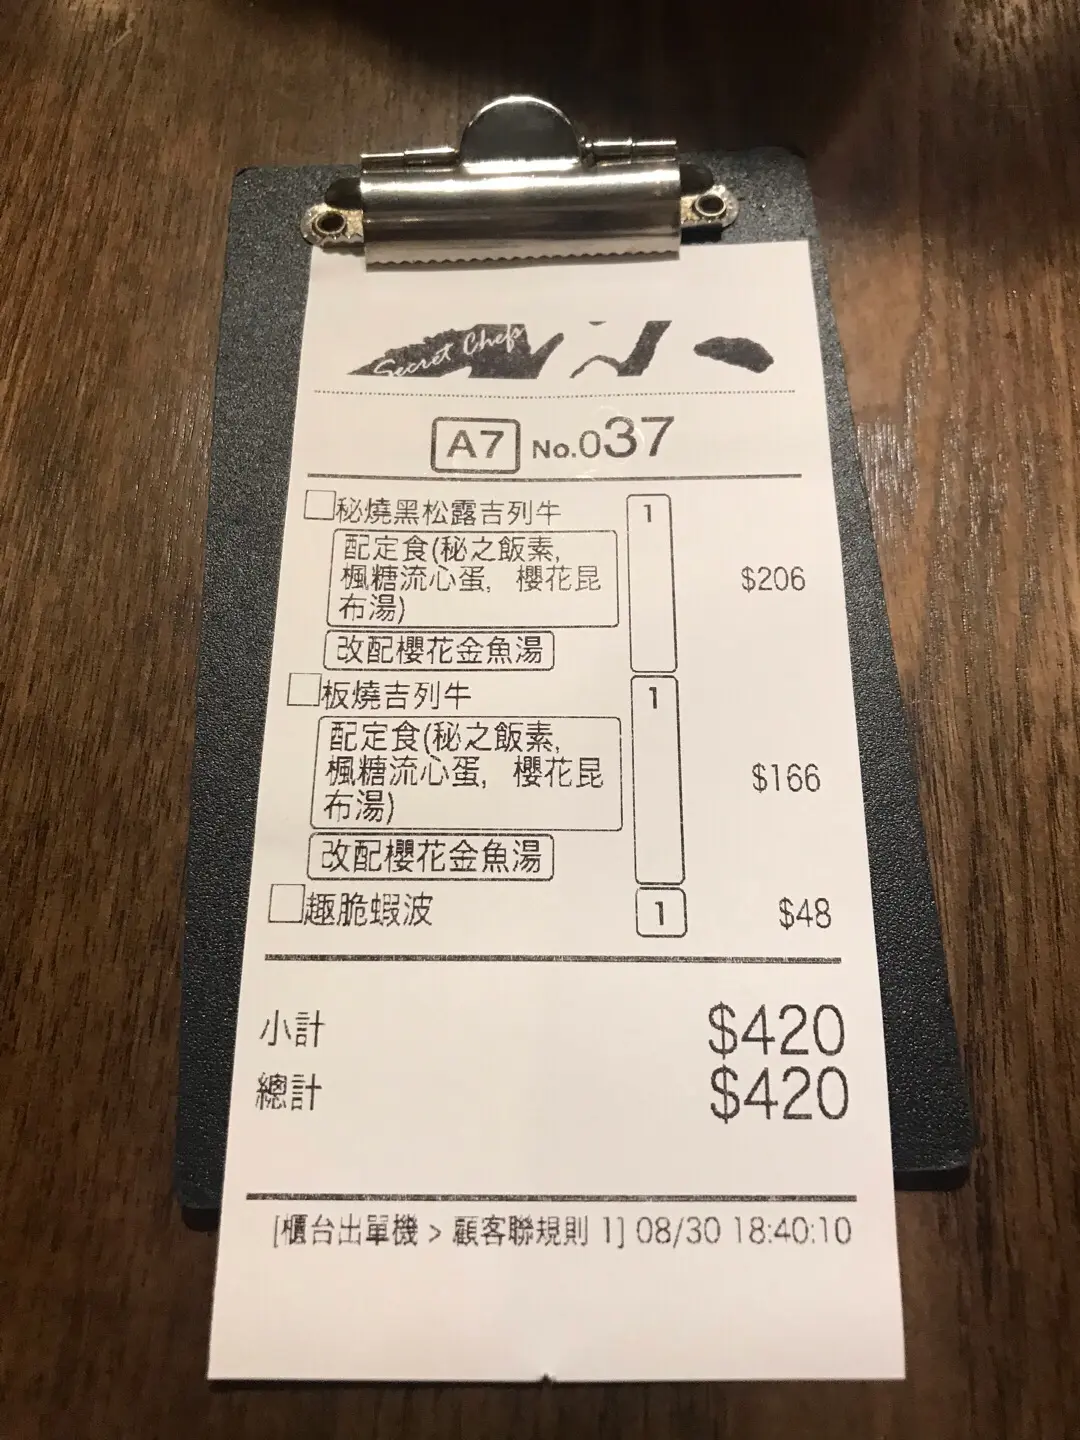 Secret Chef
A7 No.037
秘燒黑松露吉列牛 1
配定食(秘之飯素,
楓糖流心蛋, 櫻花昆 $206
布湯)
改配櫻花金魚湯
板燒吉列牛 1
配定食(秘之飯素,
楓糖流心蛋, 櫻花昆 $166
布湯)
改配櫻花金魚湯
趣脆蝦波 1 $48
小計 $420
總計 $420
[櫃台出單機 > 顧客聯規則 1] 08/30 18:40:10